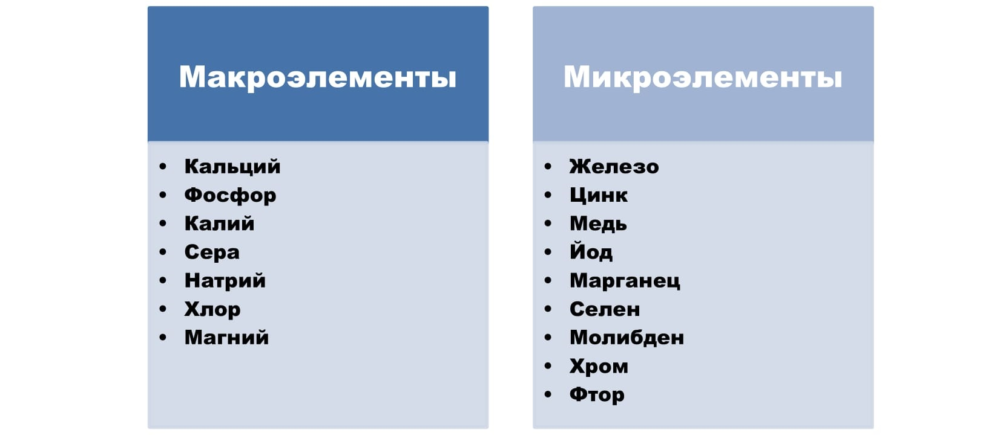 Макроэлементы
• Кальций
• Фосфор
• Калий
• Сера
• Натрий
• Хлор
• Магний
Микроэлементы
• Железо
• Цинк
• Медь
• Йод
• Марганец
• Селен
• Молибден
• Хром
• Фтор